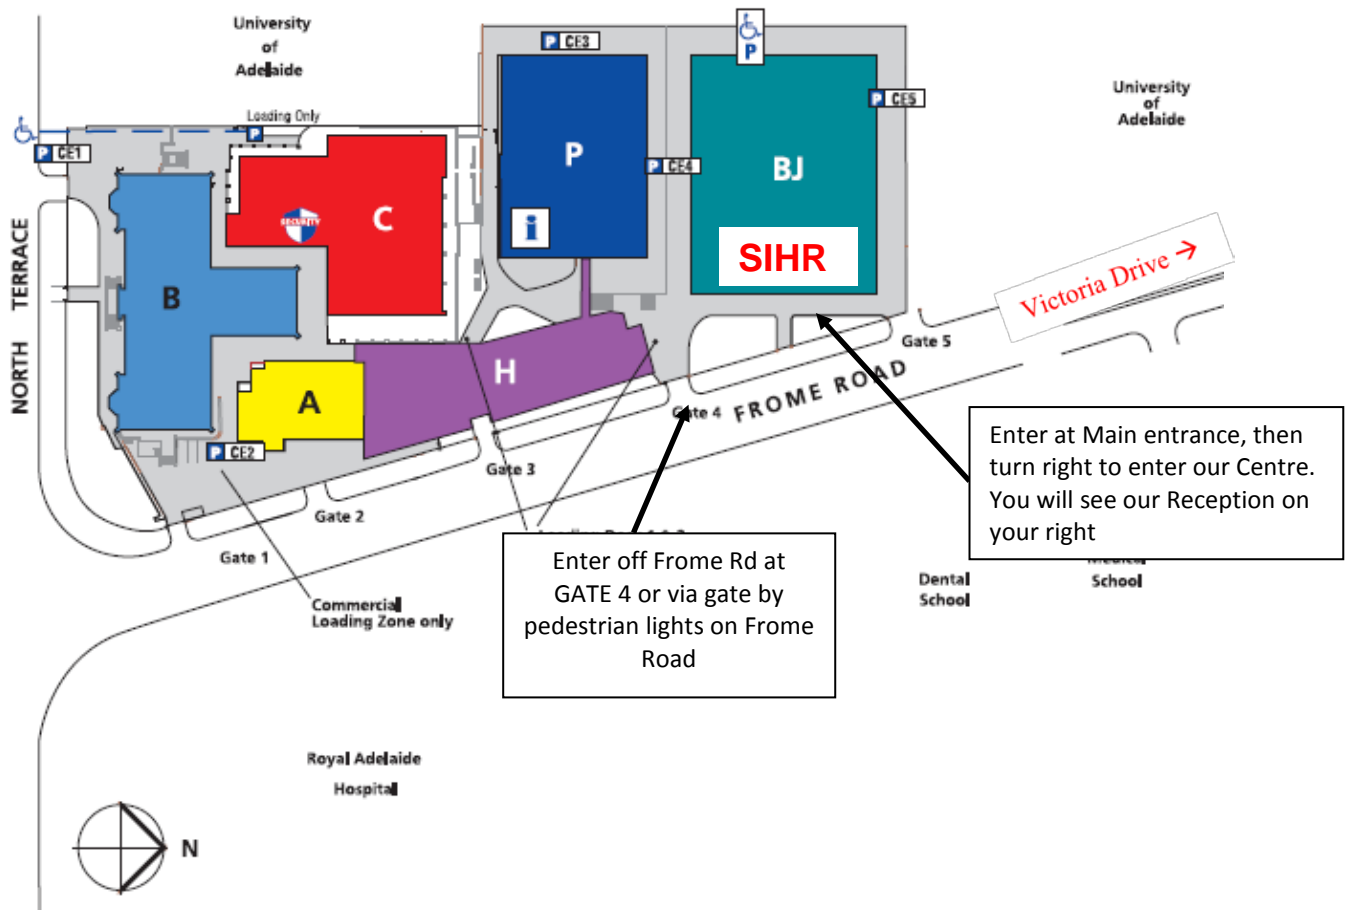 University
of
Adelaide
P CE3
P
University
of
Adelaide
Loading Only
P
P CE1
P CE5
P CE4
P
BJ
C
SECURITY
i
SIHR
B
NORTH TERRACE
Victoria Drive →
H
A
Gate 5
FROME ROAD
Gate 4
P CE2
Gate 3
Gate 2
Gate 1
Enter at Main entrance, then
turn right to enter our Centre.
You will see our Reception on
your right
Enter off Frome Rd at
GATE 4 or via gate by
pedestrian lights on Frome
Road
Commercial
Loading Zone only
Dental
School
Medical
School
Royal Adelaide
Hospital
N